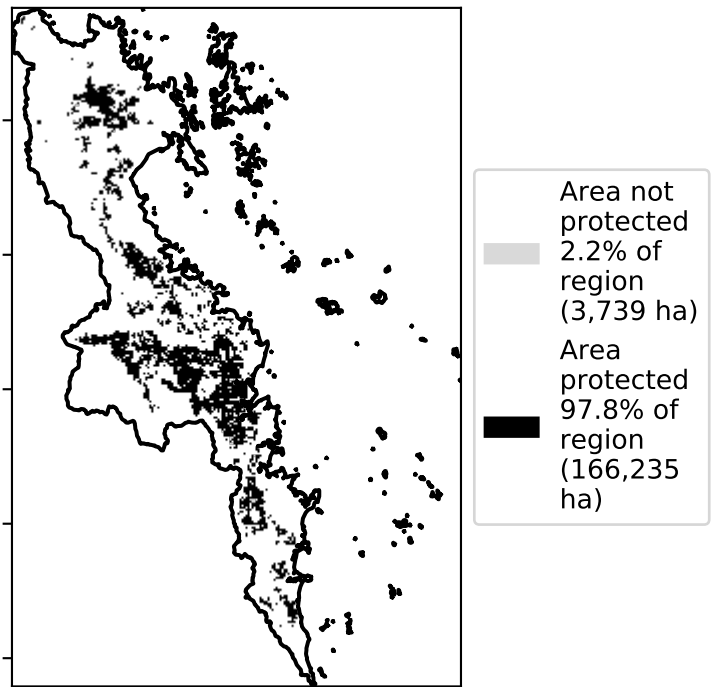 Area not
protected
2.2% of
region
(3,739 ha)
Area
protected
97.8% of
region
(166,235
ha)